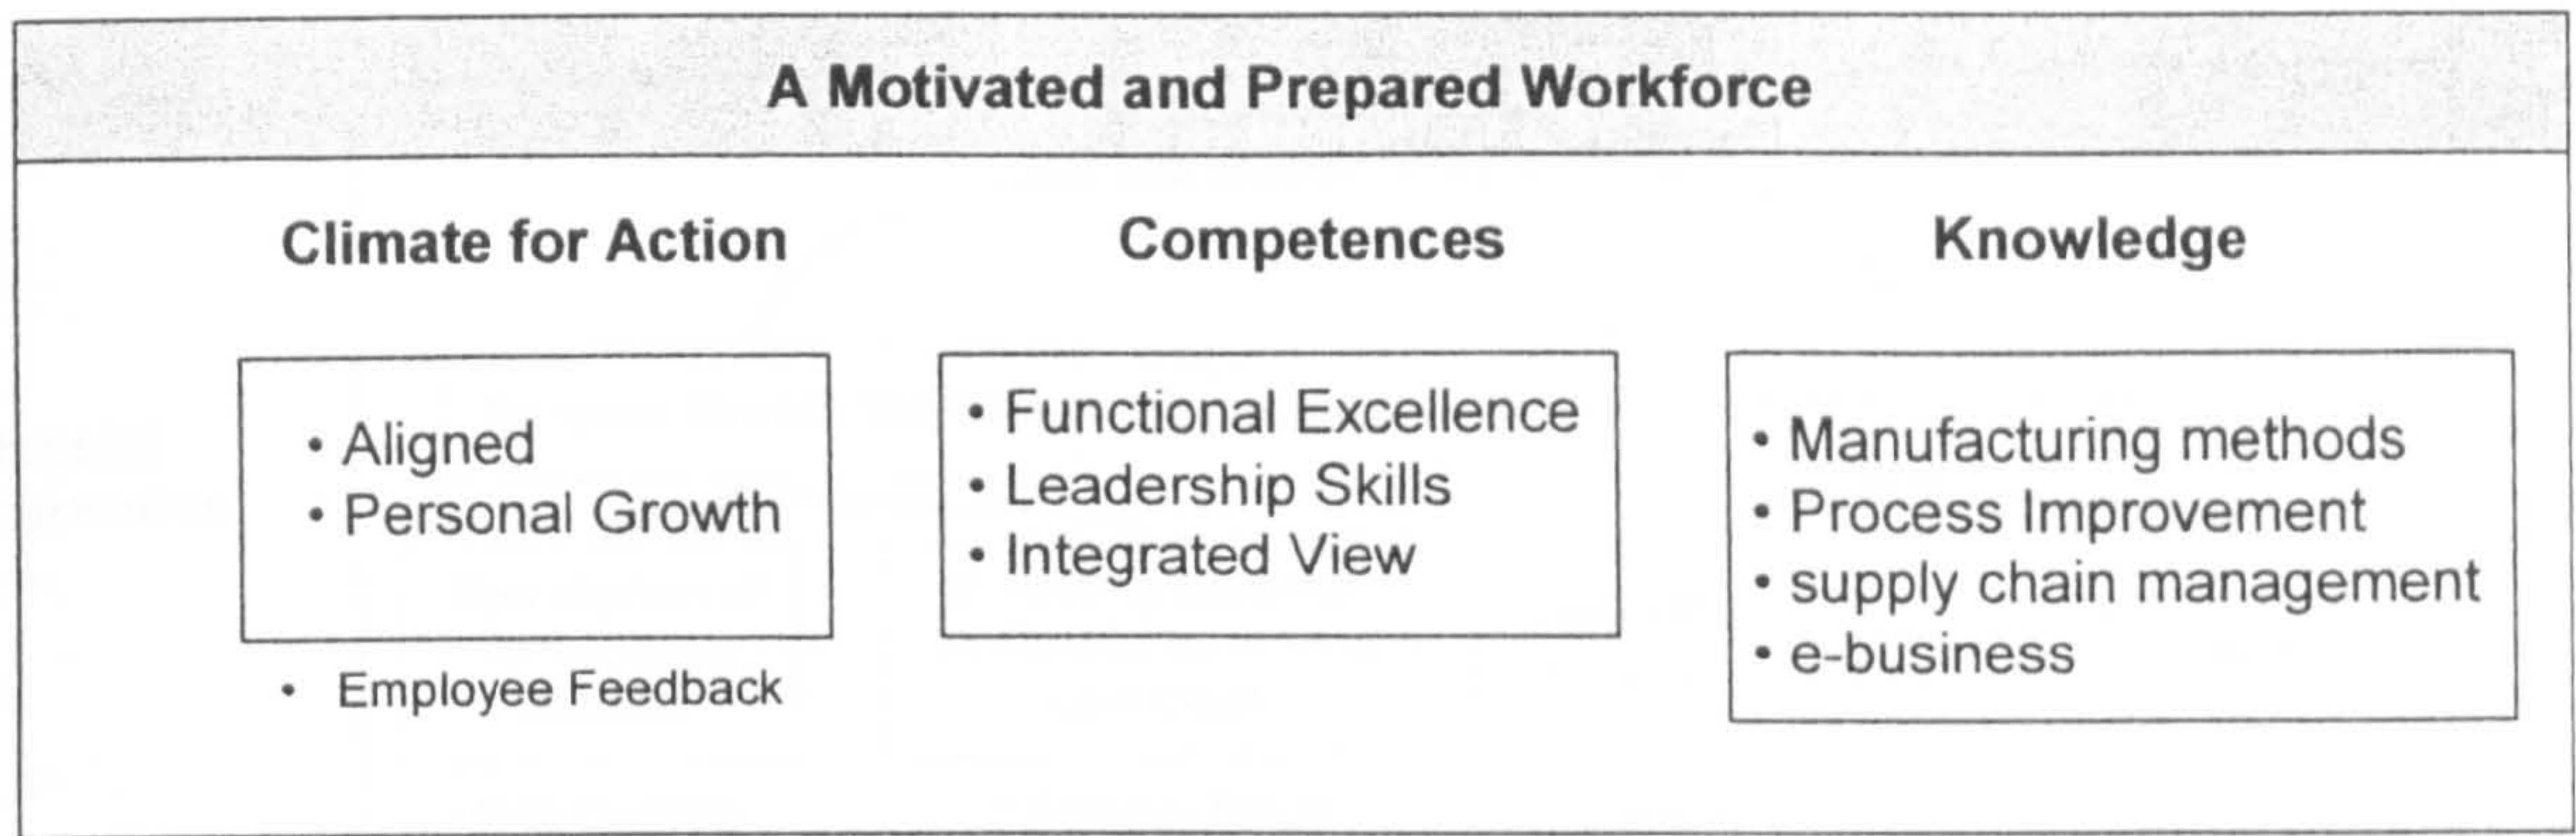 A Motivated and Prepared Workforce
Climate for Action
• Aligned
• Personal Growth
• Employee Feedback
Competences
• Functional Excellence
• Leadership Skills
• Integrated View
Knowledge
• Manufacturing methods
• Process Improvement
• supply chain management
• e-business